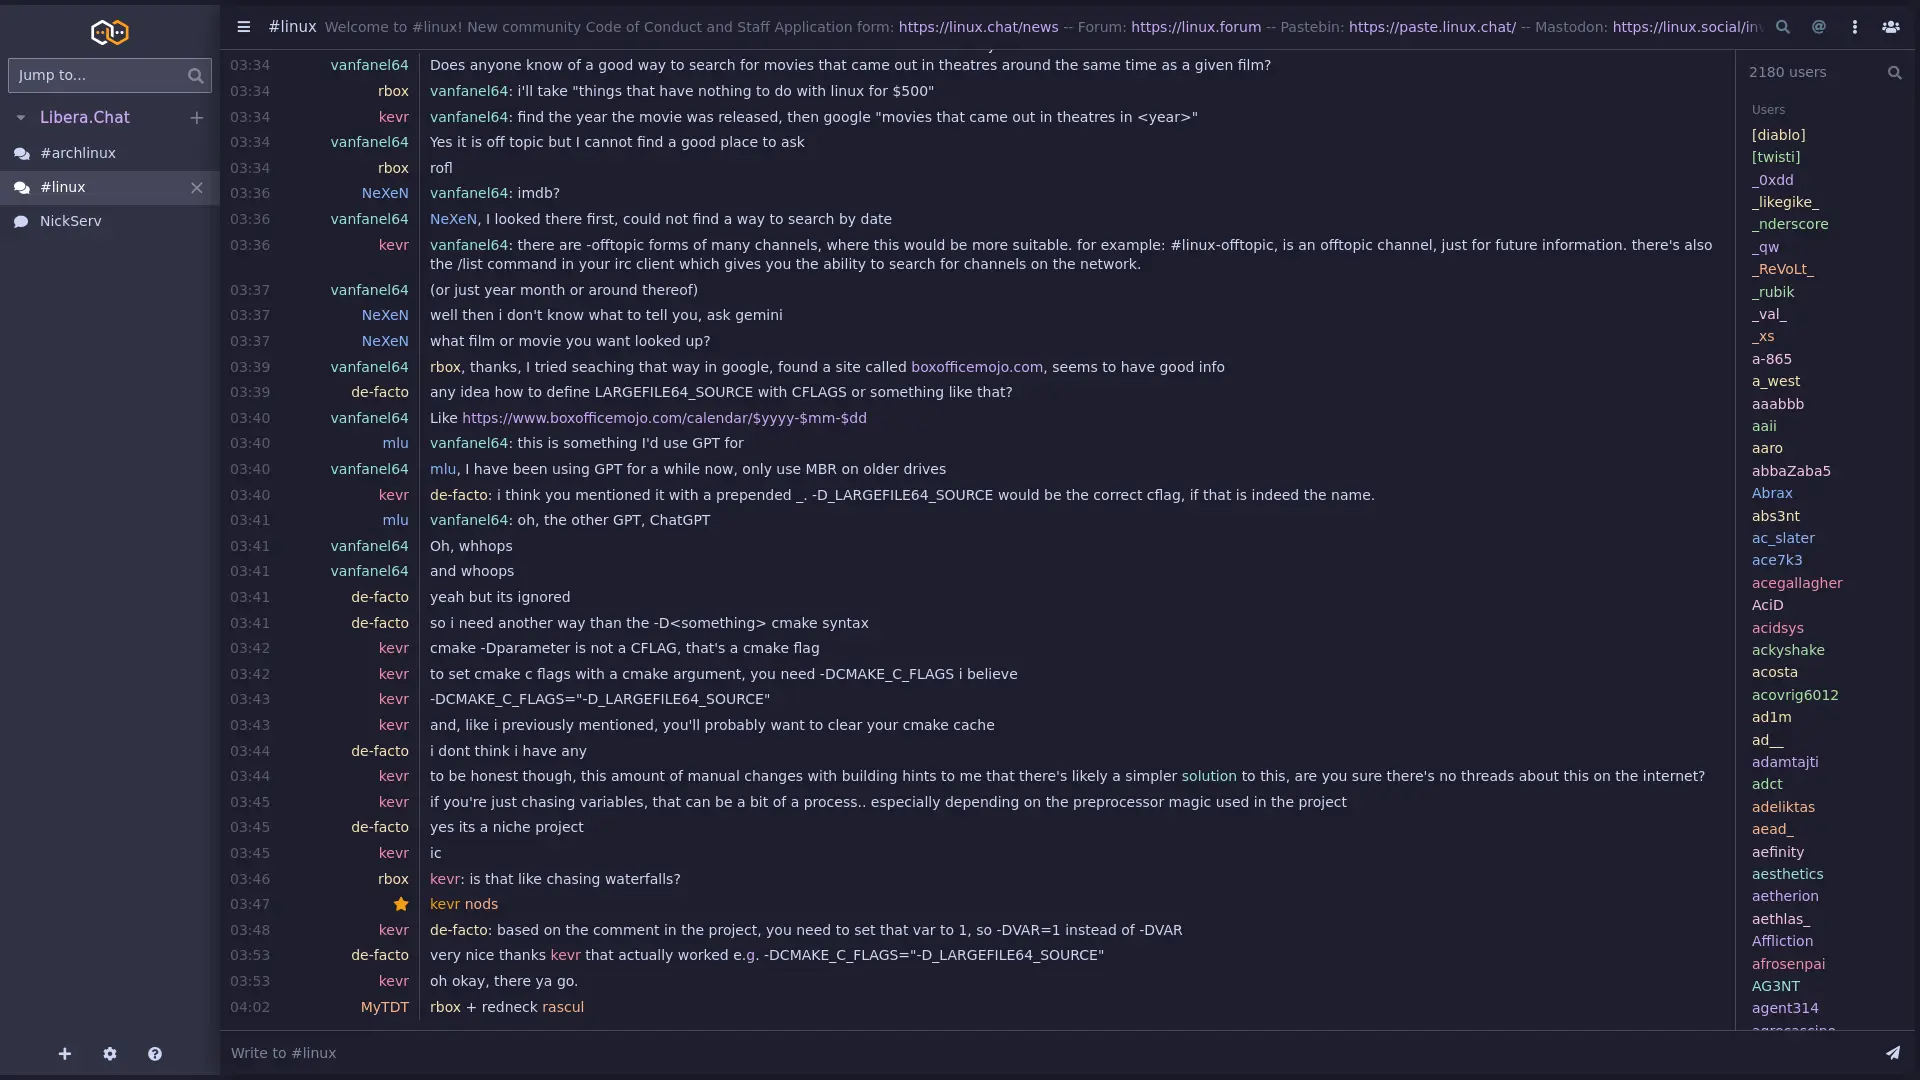 #linux Welcome to #linux! New community Code of Conduct and Staff Application form: https://linux.chat/news -- Forum: https://linux.forum -- Pastebin: https://paste.linux.chat/ -- Mastodon: https://linux.social/inv
Jump to...
Libera.Chat
#archlinux
#linux
NickServ
03:34 vanfanel64 Does anyone know of a good way to search for movies that came out in theatres around the same time as a given film?
03:34 rbox vanfanel64: i'll take "things that have nothing to do with linux for $500"
03:34 kevr vanfanel64: find the year the movie was released, then google "movies that came out in theatres in <year>"
03:34 vanfanel64 Yes it is off topic but I cannot find a good place to ask
03:34 rbox rofl
03:36 NeXeN vanfanel64: imdb?
03:36 vanfanel64 NeXeN, I looked there first, could not find a way to search by date
03:36 kevr vanfanel64: there are -offtopic forms of many channels, where this would be more suitable. for example: #linux-offtopic, is an offtopic channel, just for future information. there's also
the /list command in your irc client which gives you the ability to search for channels on the network.
03:37 vanfanel64 (or just year month or around thereof)
03:37 NeXeN well then i don't know what to tell you, ask gemini
03:37 NeXeN what film or movie you want looked up?
03:39 vanfanel64 rbox, thanks, I tried seaching that way in google, found a site called boxofficemojo.com, seems to have good info
03:39 de-facto any idea how to define LARGEFILE64_SOURCE with CFLAGS or something like that?
03:40 vanfanel64 Like https://www.boxofficemojo.com/calendar/$yyyy-$mm-$dd
03:40 mlu vanfanel64: this is something I'd use GPT for
03:40 vanfanel64 mlu, I have been using GPT for a while now, only use MBR on older drives
03:40 kevr de-facto: i think you mentioned it with a prepended _. -D_LARGEFILE64_SOURCE would be the correct cflag, if that is indeed the name.
03:41 mlu vanfanel64: oh, the other GPT, ChatGPT
03:41 vanfanel64 Oh, whhops
03:41 vanfanel64 and whoops
03:41 de-facto yeah but its ignored
03:41 de-facto so i need another way than the -D<something> cmake syntax
03:42 kevr cmake -Dparameter is not a CFLAG, that's a cmake flag
03:42 kevr to set cmake c flags with a cmake argument, you need -DCMAKE_C_FLAGS i believe
03:43 kevr -DCMAKE_C_FLAGS="-D_LARGEFILE64_SOURCE"
03:43 kevr and, like i previously mentioned, you'll probably want to clear your cmake cache
03:44 de-facto i dont think i have any
03:44 kevr to be honest though, this amount of manual changes with building hints to me that there's likely a simpler solution to this, are you sure there's no threads about this on the internet?
03:45 kevr if you're just chasing variables, that can be a bit of a process.. especially depending on the preprocessor magic used in the project
03:45 de-facto yes its a niche project
03:45 kevr ic
03:46 rbox kevr: is that like chasing waterfalls?
03:47 kevr nods
03:48 kevr de-facto: based on the comment in the project, you need to set that var to 1, so -DVAR=1 instead of -DVAR
03:53 de-facto very nice thanks kevr that actually worked e.g. -DCMAKE_C_FLAGS="-D_LARGEFILE64_SOURCE"
03:53 kevr oh okay, there ya go.
04:02 MyTDT rbox + redneck rascul
Write to #linux
2180 users
Users
[diablo]
[twisti]
_0xdd
_likegike_
_nderscore
_qw
_ReVoLt_
_rubik
_val_
_xs
a-865
a_west
aaabbb
aaii
aaro
abbaZaba5
Abrax
abs3nt
ac_slater
ace7k3
acegallagher
AciD
acidsys
ackyshake
acosta
acovrig6012
ad1m
ad__
adamtajti
adct
adeliktas
aead_
aefinity
aesthetics
aetherion
aethlas_
Affliction
afrosenpai
AG3NT
agent314